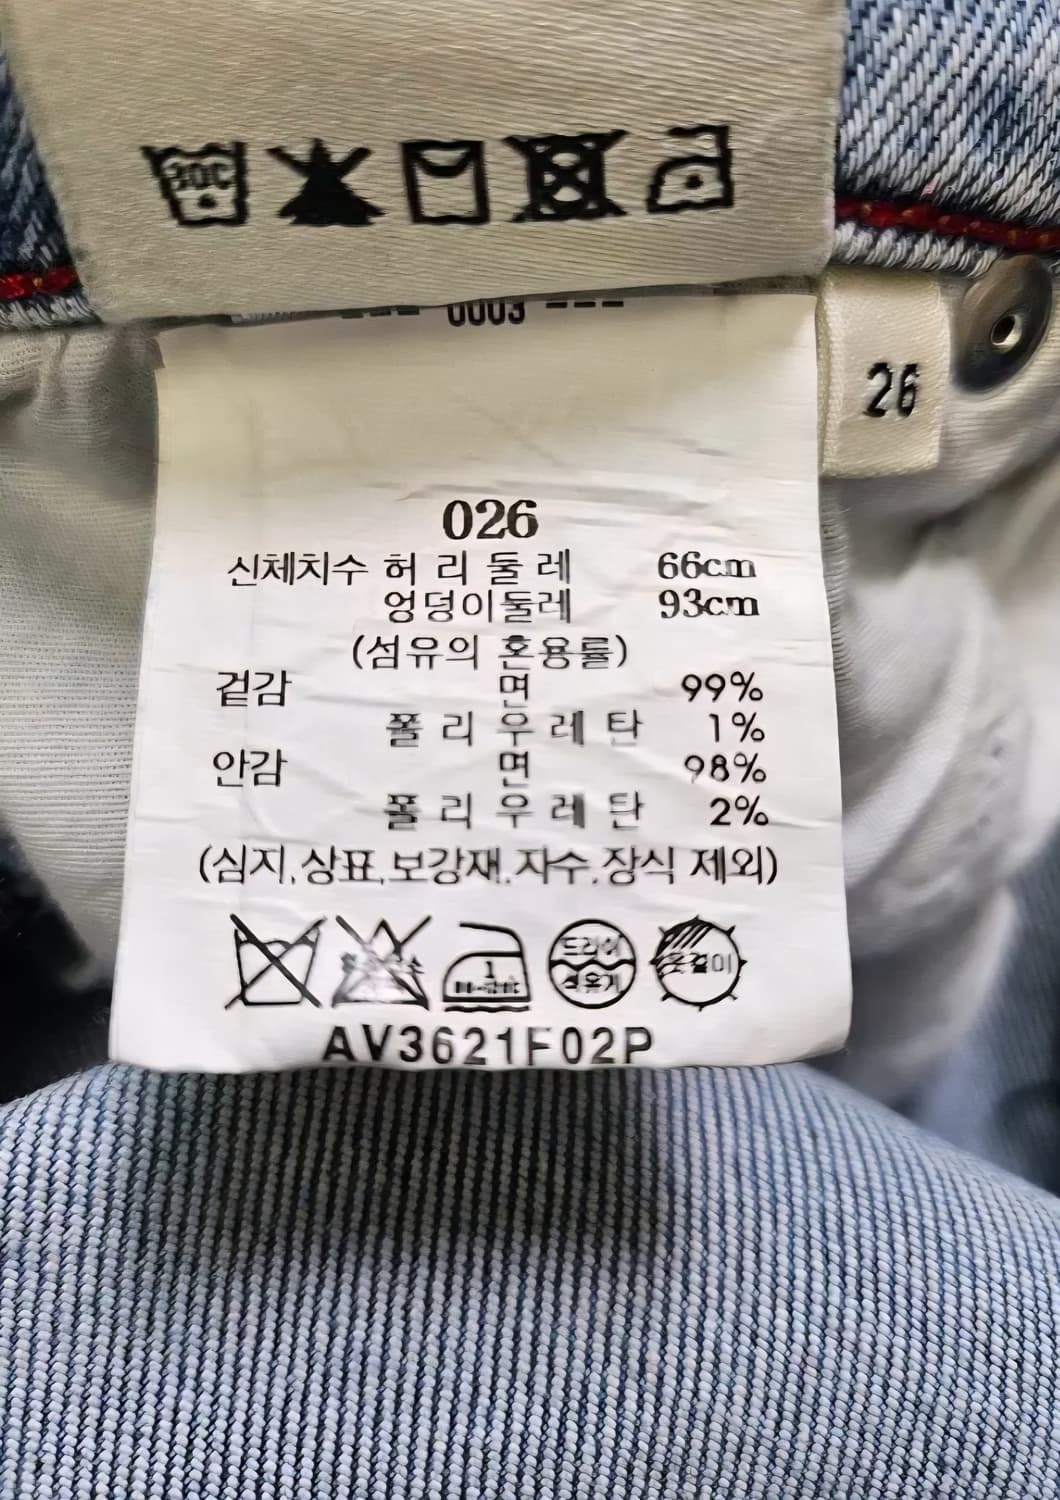 30C
0003 ---
26
026
신체치수 허 리 둘 레 66cm
엉덩이둘레 93cm
(섬유의 혼용률)
겉감 면 99%
폴 리 우 레 탄 1%
안감 면 98%
폴 리 우 레 탄 2%
(심지,상표,보강재,자수,장식 제외)
드라이
석유계
옷걸이
AV3621F02P